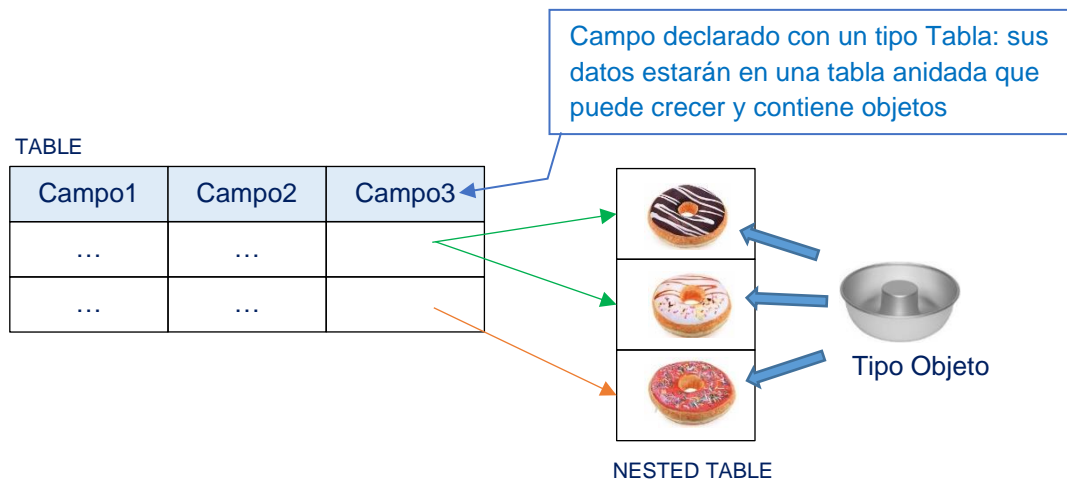 Campo declarado con un tipo Tabla: sus
datos estarán en una tabla anidada que
puede crecer y contiene objetos
TABLE
Campo1 Campo2 Campo3
… …
… …
Tipo Objeto
NESTED TABLE